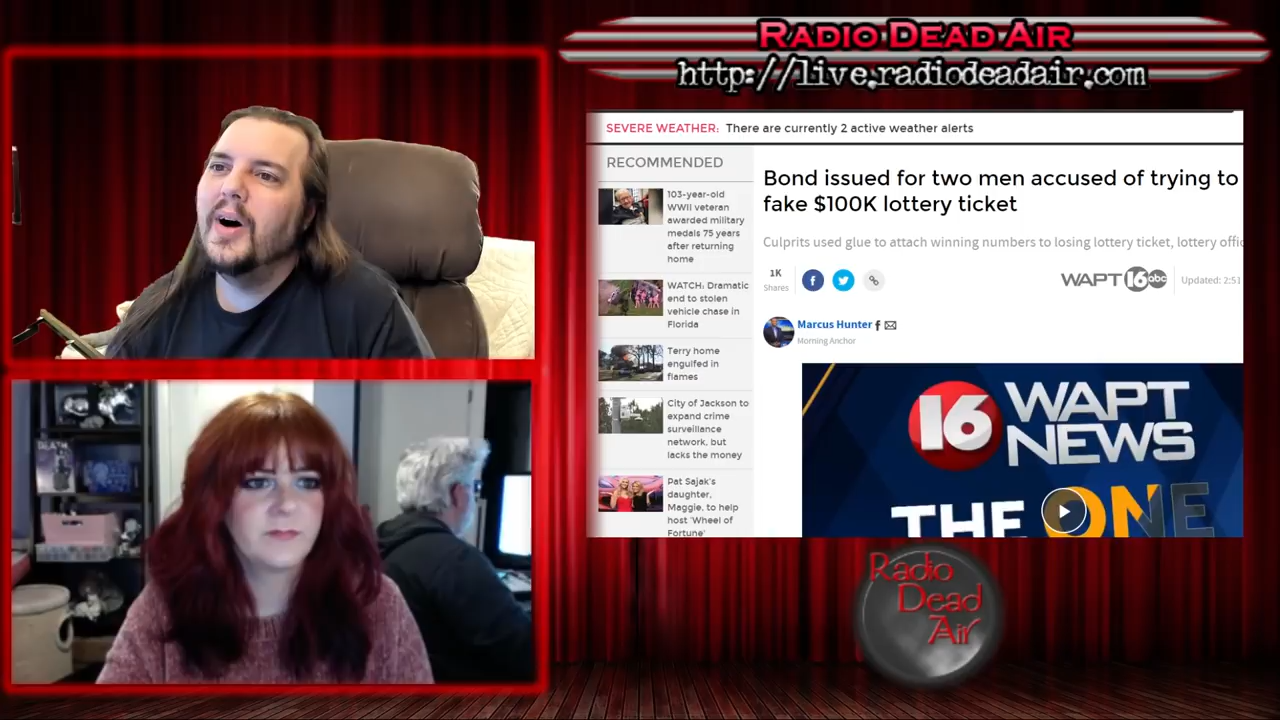 RADIO DEAD AIR
http://live.radiodeadair.com
SEVERE WEATHER: There are currently 2 active weather alerts
RECOMMENDED
103-year-old
WWII veteran
awarded military
medals 75 years
after returning
home
WATCH: Dramatic
end to stolen
vehicle chase in
Florida
Terry home
engulfed in
flames
City of Jackson to
expand crime
surveillance
network, but
lacks the money
Pat Sajak's
daughter,
Maggie, to help
host 'Wheel of
Fortune'
Bond issued for two men accused of trying to
fake $100K lottery ticket
Culprits used glue to attach winning numbers to losing lottery ticket, lottery offic
1K
Shares
WAPT 16 abc
Updated: 2:51
Marcus Hunter
Morning Anchor
16 WAPT
NEWS
THE ONE
Radio
Dead
Air